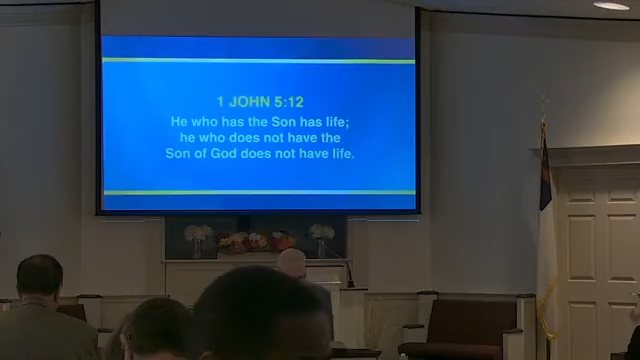 1 JOHN 5:12
He who has the Son has life;
he who does not have the
Son of God does not have life.